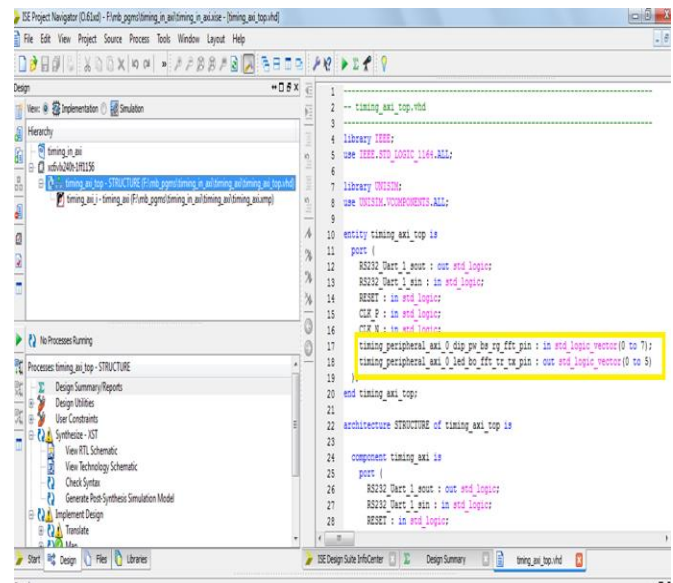 ISE Project Navigator (O.61xd) - F:\mb_pgms\timing_in_axi\timing_in_axi.xise - [timing_axi_top.vhd]
File Edit View Project Source Process Tools Window Layout Help
Design
View: Implementation Simulation
Hierarchy
timing_in_axi
xc6vlx240t-1ff1156
timing_axi_top - STRUCTURE (F:\mb_pgms\timing_in_axi\timing_axi\timing_axi_top.vhd)
timing_axi_i - timing_axi (F:\mb_pgms\timing_in_axi\timing_axi\timing_axi.xmp)
No Processes Running
Processes: timing_axi_top - STRUCTURE
Design Summary/Reports
Design Utilities
User Constraints
Synthesize - XST
View RTL Schematic
View Technology Schematic
Check Syntax
Generate Post-Synthesis Simulation Model
Implement Design
Translate
Map
Start Design Files Libraries
1 --------------------------------------------------------------------
2 -- timing_axi_top.vhd
3 --------------------------------------------------------------------
4 library IEEE;
5 use IEEE.STD_LOGIC_1164.ALL;
6
7 library UNISIM;
8 use UNISIM.VCOMPONENTS.ALL;
9
10 entity timing_axi_top is
11 port (
12 RS232_Uart_1_sout : out std_logic;
13 RS232_Uart_1_sin : in std_logic;
14 RESET : in std_logic;
15 CLK_P : in std_logic;
16 CLK_N : in std_logic;
17 timing_peripheral_axi_0_dip_pw_bs_rg_fft_pin : in std_logic_vector(0 to 7);
18 timing_peripheral_axi_0_led_bo_fft_tr_tx_pin : out std_logic_vector(0 to 5)
19 );
20 end timing_axi_top;
21
22 architecture STRUCTURE of timing_axi_top is
23
24 component timing_axi is
25 port (
26 RS232_Uart_1_sout : out std_logic;
27 RS232_Uart_1_sin : in std_logic;
28 RESET : in std_logic;
ISE Design Suite InfoCenter Design Summary timing_axi_top.vhd